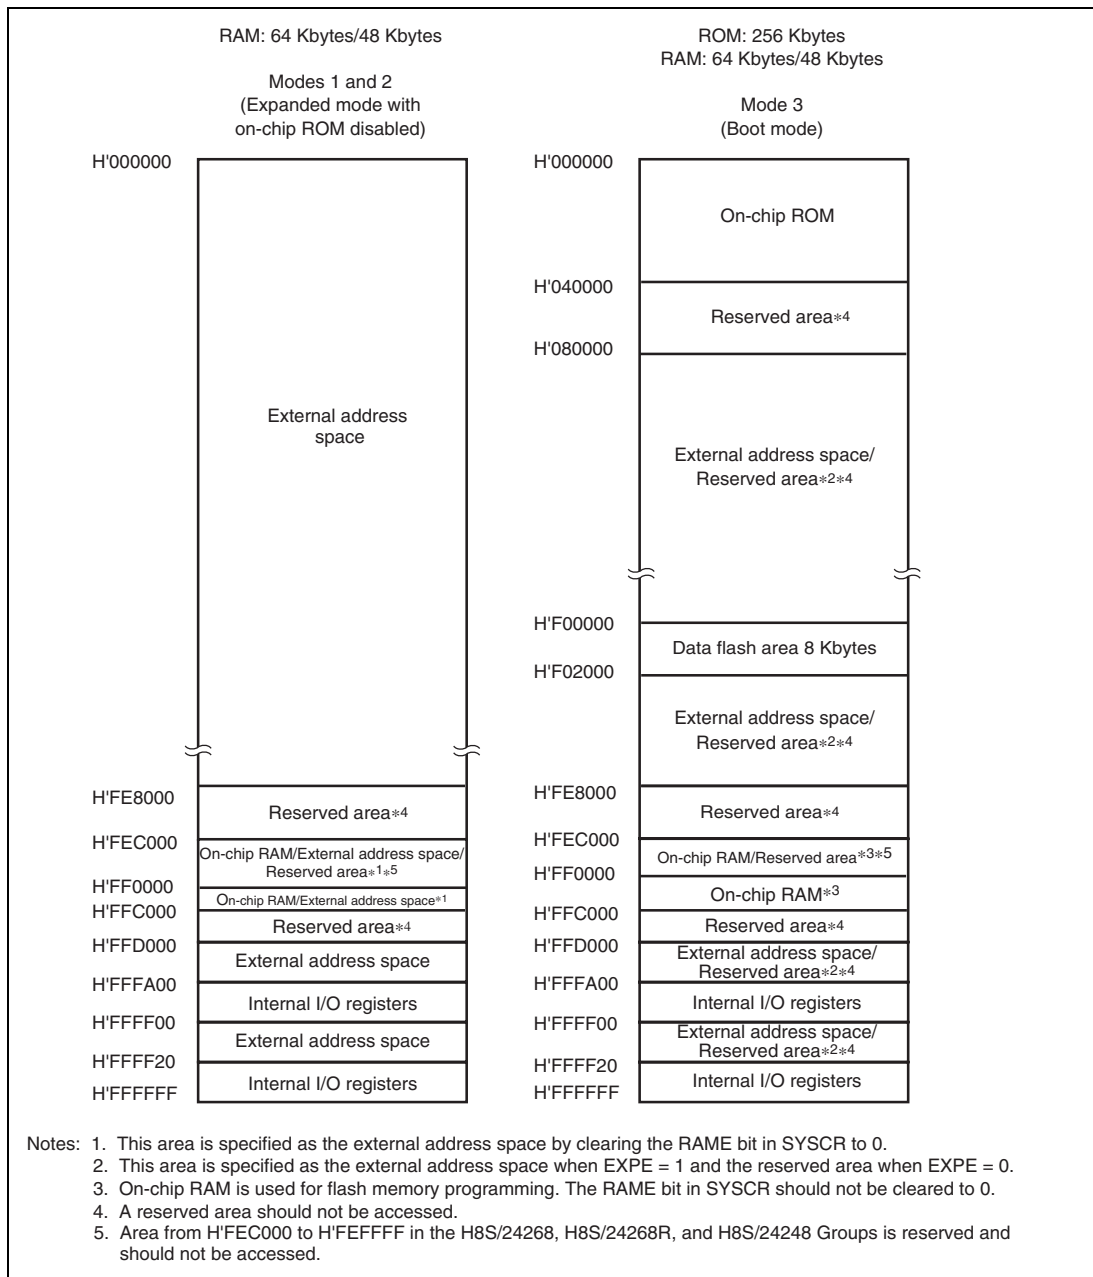 RAM: 64 Kbytes/48 Kbytes
Modes 1 and 2
(Expanded mode with
on-chip ROM disabled)
H'000000
External address
space
H'FE8000
Reserved area*4
H'FEC000
On-chip RAM/External address space/
Reserved area*1*5
H'FF0000
On-chip RAM/External address space*1
H'FFC000
Reserved area*4
H'FFD000
External address space
H'FFFA00
Internal I/O registers
H'FFFF00
External address space
H'FFFF20
Internal I/O registers
H'FFFFFF
ROM: 256 Kbytes
RAM: 64 Kbytes/48 Kbytes
Mode 3
(Boot mode)
H'000000
On-chip ROM
H'040000
Reserved area*4
H'080000
External address space/
Reserved area*2*4
H'F00000
Data flash area 8 Kbytes
H'F02000
External address space/
Reserved area*2*4
H'FE8000
Reserved area*4
H'FEC000
On-chip RAM/Reserved area*3*5
H'FF0000
On-chip RAM*3
H'FFC000
Reserved area*4
H'FFD000
External address space/
Reserved area*2*4
H'FFFA00
Internal I/O registers
H'FFFF00
External address space/
Reserved area*2*4
H'FFFF20
Internal I/O registers
H'FFFFFF
Notes: 1. This area is specified as the external address space by clearing the RAME bit in SYSCR to 0.
2. This area is specified as the external address space when EXPE = 1 and the reserved area when EXPE = 0.
3. On-chip RAM is used for flash memory programming. The RAME bit in SYSCR should not be cleared to 0.
4. A reserved area should not be accessed.
5. Area from H'FEC000 to H'FEFFFF in the H8S/24268, H8S/24268R, and H8S/24248 Groups is reserved and
should not be accessed.